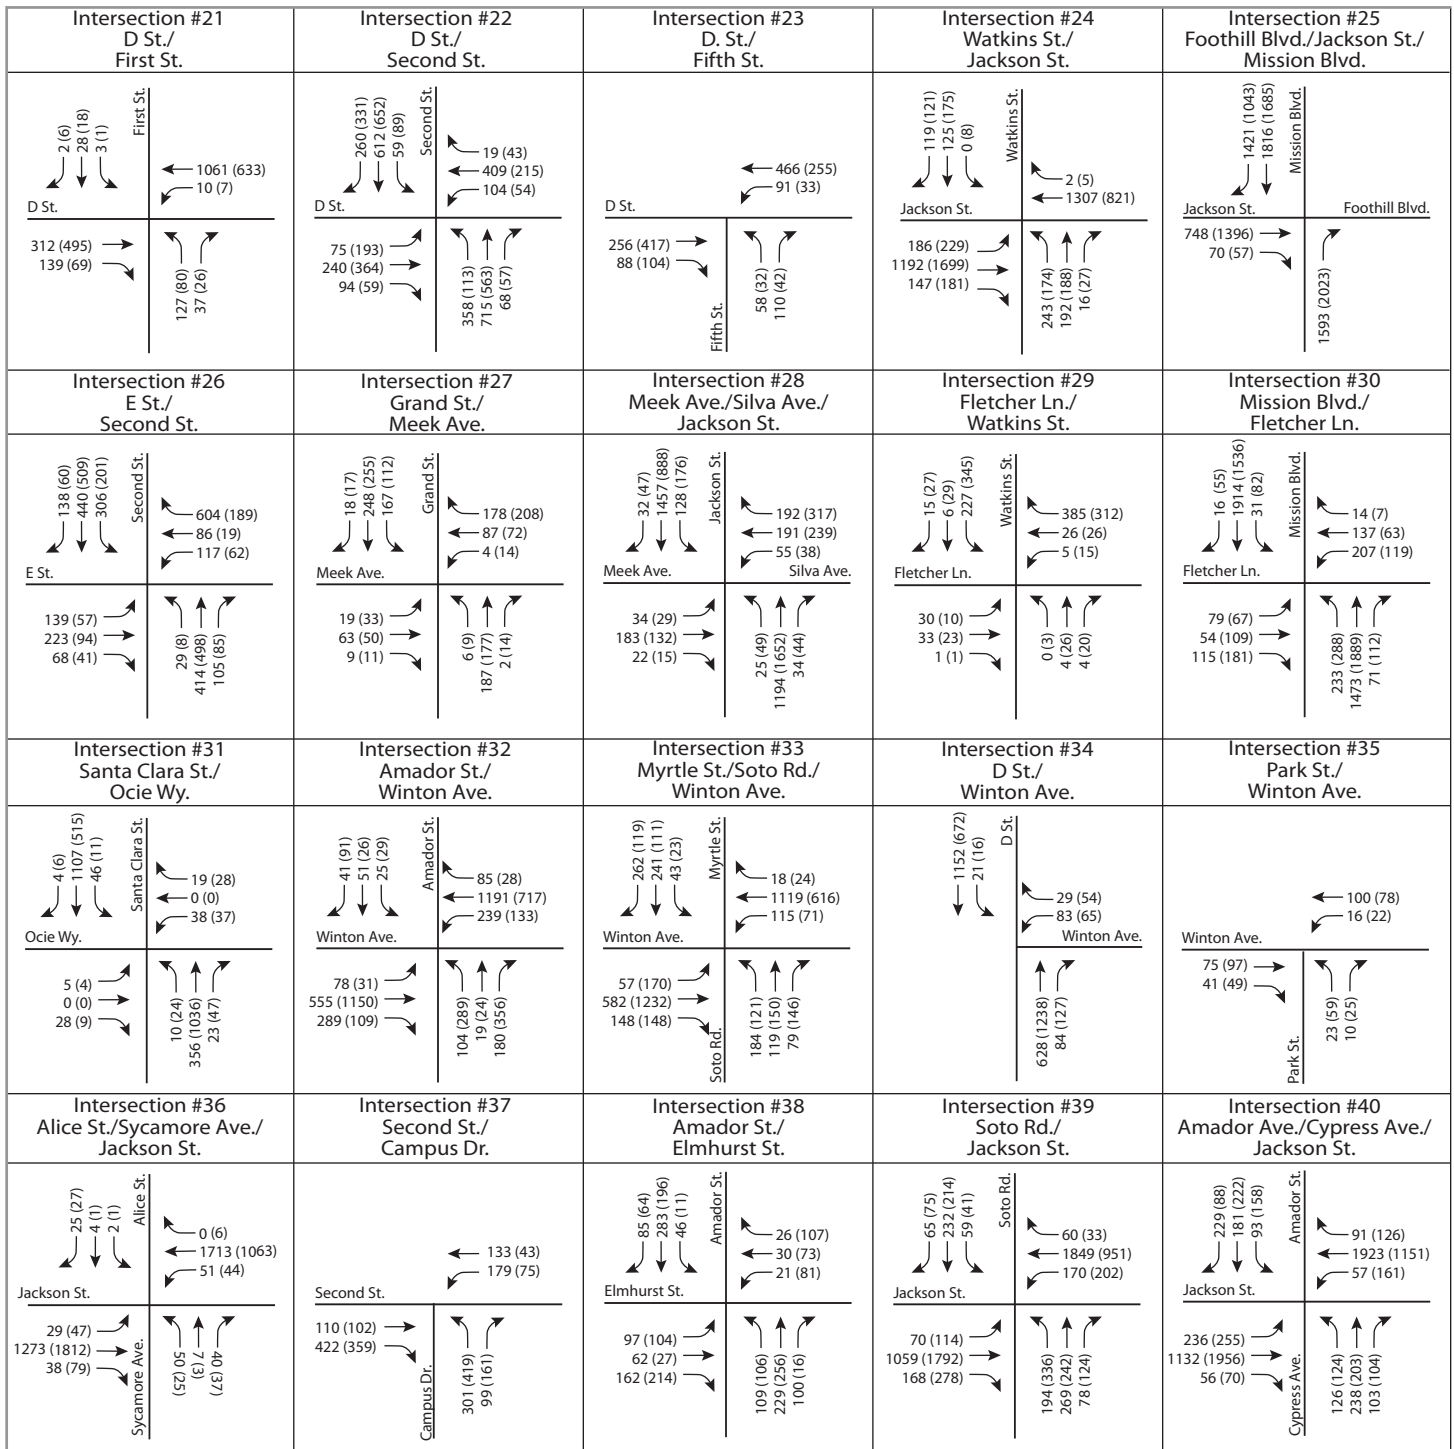 Intersection #21
D St./
First St.
2 (6)
28 (18)
3 (1)
First St.
1061 (633)
10 (7)
D St.
312 (495)
139 (69)
127 (80)
37 (26)
Intersection #22
D St./
Second St.
260 (331)
612 (652)
59 (89)
Second St.
19 (43)
409 (215)
104 (54)
D St.
75 (193)
240 (364)
94 (59)
358 (113)
715 (563)
68 (57)
Intersection #23
D. St./
Fifth St.
466 (255)
91 (33)
D St.
256 (417)
88 (104)
Fifth St.
58 (32)
110 (42)
Intersection #24
Watkins St./
Jackson St.
119 (121)
125 (175)
0 (8)
Watkins St.
2 (5)
1307 (821)
Jackson St.
186 (229)
1192 (1699)
147 (181)
243 (174)
192 (188)
16 (27)
Intersection #25
Foothill Blvd./Jackson St./
Mission Blvd.
1421 (1043)
1816 (1685)
Mission Blvd.
Jackson St.
Foothill Blvd.
748 (1396)
70 (57)
1593 (2023)
Intersection #26
E St./
Second St.
138 (60)
440 (509)
306 (201)
Second St.
604 (189)
86 (19)
117 (62)
E St.
139 (57)
223 (94)
68 (41)
29 (8)
414 (498)
105 (85)
Intersection #27
Grand St./
Meek Ave.
18 (17)
248 (255)
167 (112)
Grand St.
178 (208)
87 (72)
4 (14)
Meek Ave.
19 (33)
63 (50)
9 (11)
6 (9)
187 (177)
2 (14)
Intersection #28
Meek Ave./Silva Ave./
Jackson St.
32 (47)
1457 (888)
128 (176)
Jackson St.
192 (317)
191 (239)
55 (38)
Meek Ave.
Silva Ave.
34 (29)
183 (132)
22 (15)
25 (49)
1194 (1652)
34 (44)
Intersection #29
Fletcher Ln./
Watkins St.
15 (27)
6 (29)
227 (345)
Watkins St.
385 (312)
26 (26)
5 (15)
Fletcher Ln.
30 (10)
33 (23)
1 (1)
0 (3)
4 (26)
4 (20)
Intersection #30
Mission Blvd./
Fletcher Ln.
16 (55)
1914 (1536)
31 (82)
Mission Blvd.
14 (7)
137 (63)
207 (119)
Fletcher Ln.
79 (67)
54 (109)
115 (181)
233 (288)
1473 (1889)
71 (112)
Intersection #31
Santa Clara St./
Ocie Wy.
4 (6)
1107 (515)
46 (11)
Santa Clara St.
19 (28)
0 (0)
38 (37)
Ocie Wy.
5 (4)
0 (0)
28 (9)
10 (24)
356 (1036)
23 (47)
Intersection #32
Amador St./
Winton Ave.
41 (91)
51 (26)
25 (29)
Amador St.
85 (28)
1191 (717)
239 (133)
Winton Ave.
78 (31)
555 (1150)
289 (109)
104 (289)
19 (24)
180 (356)
Intersection #33
Myrtle St./Soto Rd./
Winton Ave.
262 (119)
241 (111)
43 (23)
Myrtle St.
18 (24)
1119 (616)
115 (71)
Winton Ave.
57 (170)
582 (1232)
148 (148)
Soto Rd.
184 (121)
119 (150)
79 (146)
Intersection #34
D St./
Winton Ave.
1152 (672)
21 (16)
D St.
29 (54)
83 (65)
Winton Ave.
628 (1238)
84 (127)
Intersection #35
Park St./
Winton Ave.
100 (78)
16 (22)
Winton Ave.
75 (97)
41 (49)
Park St.
23 (59)
10 (25)
Intersection #36
Alice St./Sycamore Ave./
Jackson St.
25 (27)
4 (1)
2 (1)
Alice St.
0 (6)
1713 (1063)
51 (44)
Jackson St.
29 (47)
1273 (1812)
38 (79)
Sycamore Ave.
50 (25)
7 (3)
40 (37)
Intersection #37
Second St./
Campus Dr.
133 (43)
179 (75)
Second St.
110 (102)
422 (359)
Campus Dr.
301 (419)
99 (161)
Intersection #38
Amador St./
Elmhurst St.
85 (64)
283 (196)
46 (11)
Amador St.
26 (107)
30 (73)
21 (81)
Elmhurst St.
97 (104)
62 (27)
162 (214)
109 (106)
229 (256)
100 (16)
Intersection #39
Soto Rd./
Jackson St.
65 (75)
232 (214)
59 (41)
Soto Rd.
60 (33)
1849 (951)
170 (202)
Jackson St.
70 (114)
1059 (1792)
168 (278)
194 (336)
269 (242)
78 (124)
Intersection #40
Amador Ave./Cypress Ave./
Jackson St.
229 (88)
181 (222)
93 (158)
Amador St.
91 (126)
1923 (1151)
57 (161)
Jackson St.
236 (255)
1132 (1956)
56 (70)
Cypress Ave.
126 (124)
238 (203)
103 (104)